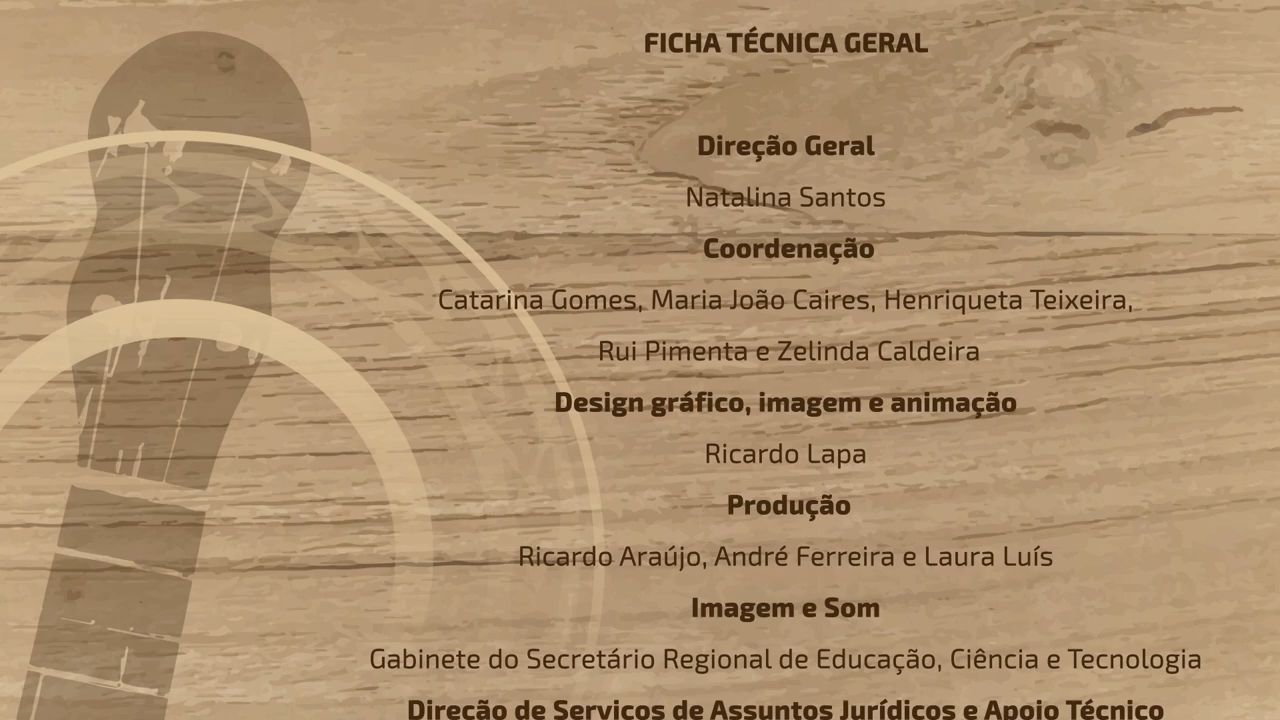 FICHA TÉCNICA GERAL
Direção Geral
Natalina Santos
Coordenação
Catarina Gomes, Maria João Caires, Henriqueta Teixeira,
Rui Pimenta e Zelinda Caldeira
Design gráfico, imagem e animação
Ricardo Lapa
Produção
Ricardo Araújo, André Ferreira e Laura Luís
Imagem e Som
Gabinete do Secretário Regional de Educação, Ciência e Tecnologia
Direção de Serviços de Assuntos Jurídicos e Apoio Técnico